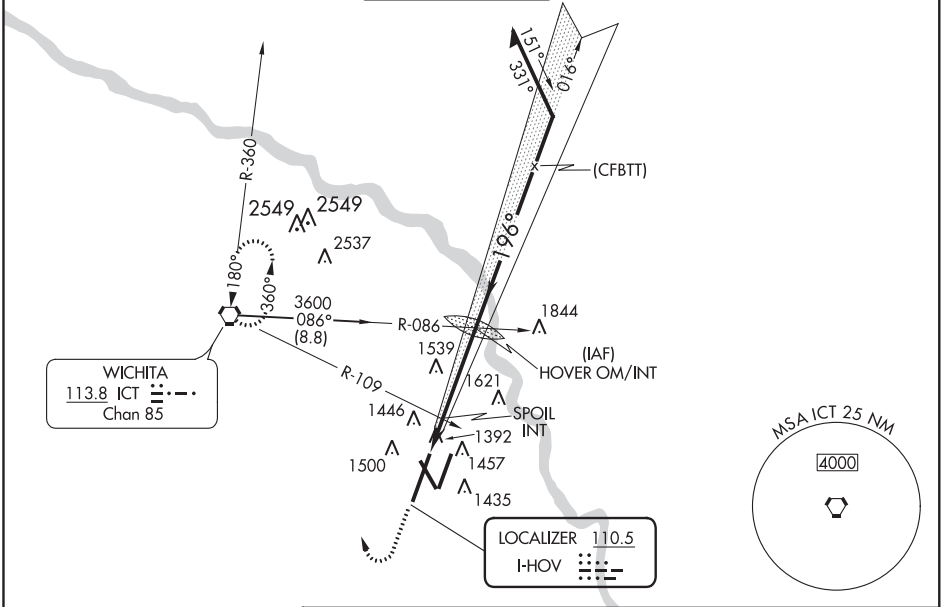 151°
331°
016°
(CFBTT)
R-360
2549 2549
2537
196°
180°
360°
3600
086°
(8.8)
R-086
1844
(IAF)
HOVER OM/INT
1539
R-109
1621
WICHITA
113.8 ICT
Chan 85
SPOIL
INT
1446
1392
1500
1457
1435
MSA ICT 25 NM
4000
LOCALIZER 110.5
I-HOV